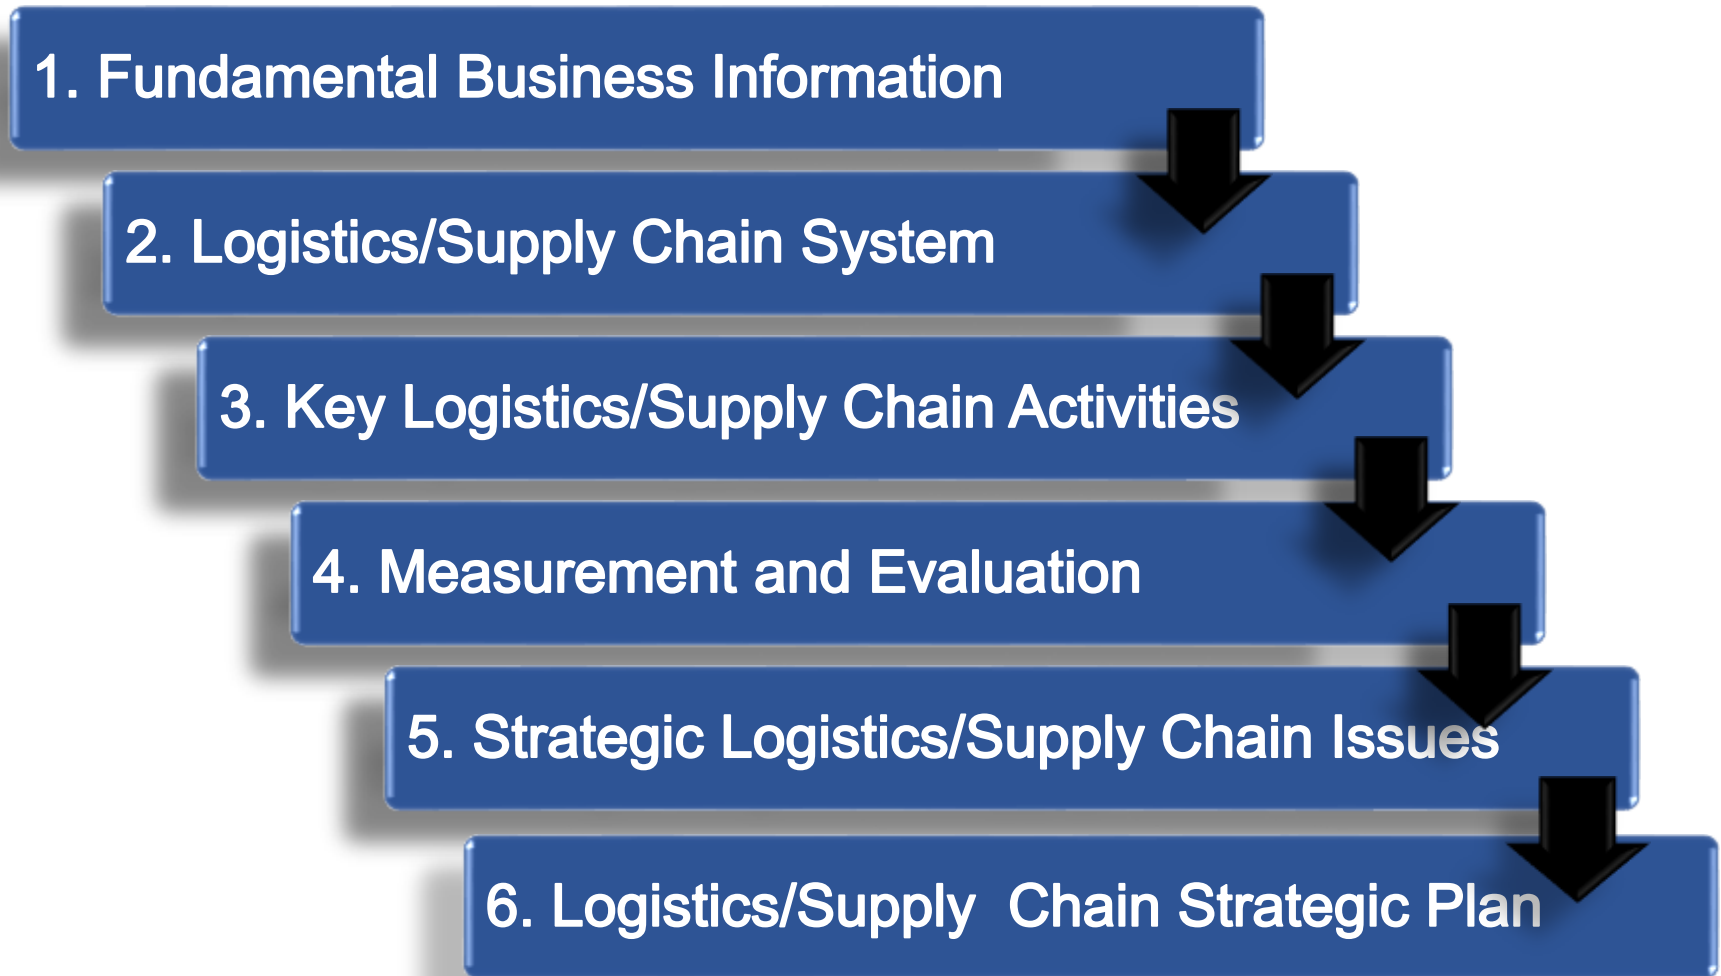 1. Fundamental Business Information
2. Logistics/Supply Chain System
3. Key Logistics/Supply Chain Activities
4. Measurement and Evaluation
5. Strategic Logistics/Supply Chain Issues
6. Logistics/Supply  Chain Strategic Plan